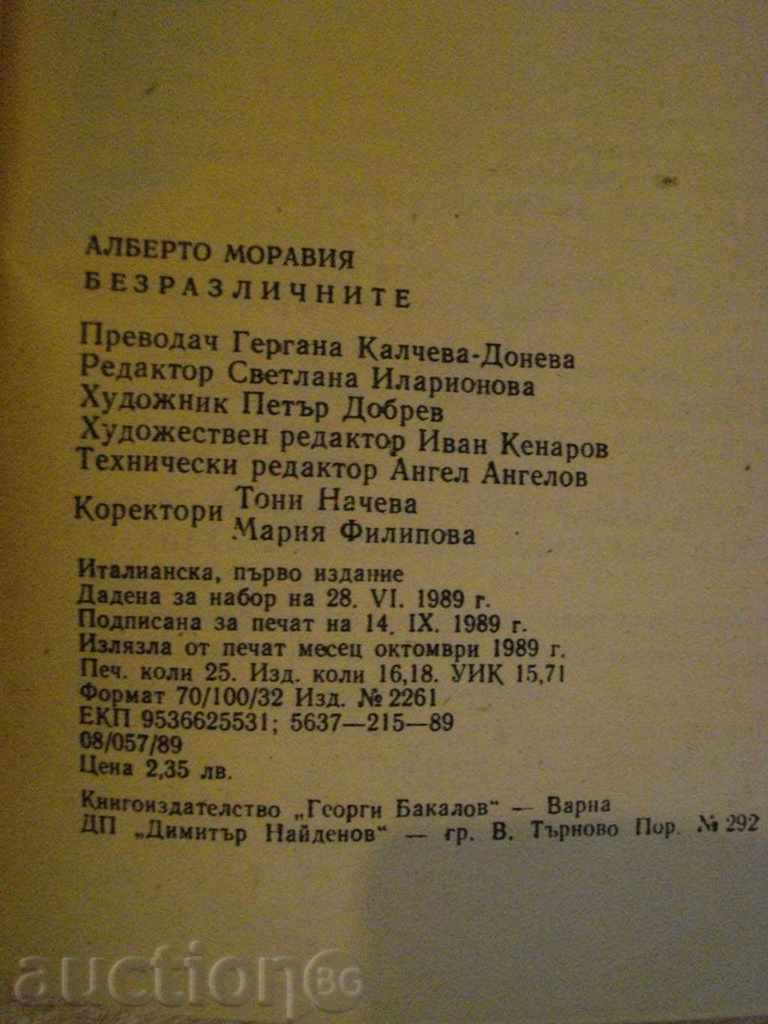 АЛБЕРТО МОРАВИЯ
БЕЗРАЗЛИЧНИТЕ
Преводач Гергана Калчева-Донева
Редактор Светлана Иларионова
Художник Петър Добрев
Художествен редактор Иван Кенаров
Технически редактор Ангел Ангелов
Коректори Тони Начева
Мария Филипова
Италианска, първо издание
Дадена за набор на 28. VI. 1989 г.
Подписана за печат на 14. IX. 1989 г.
Излязла от печат месец октомври 1989 г.
Печ. коли 25. Изд. коли 16,18. УИК 15,71
Формат 70/100/32 Изд. № 2261
ЕКП 9536625531; 5637—215—89
08/057/89
Цена 2,35 лв.
Книгоиздателство „Георги Бакалов“ — Варна
ДП „Димитър Найденов“ — гр. В. Търново Пор. № 292
auctionBG